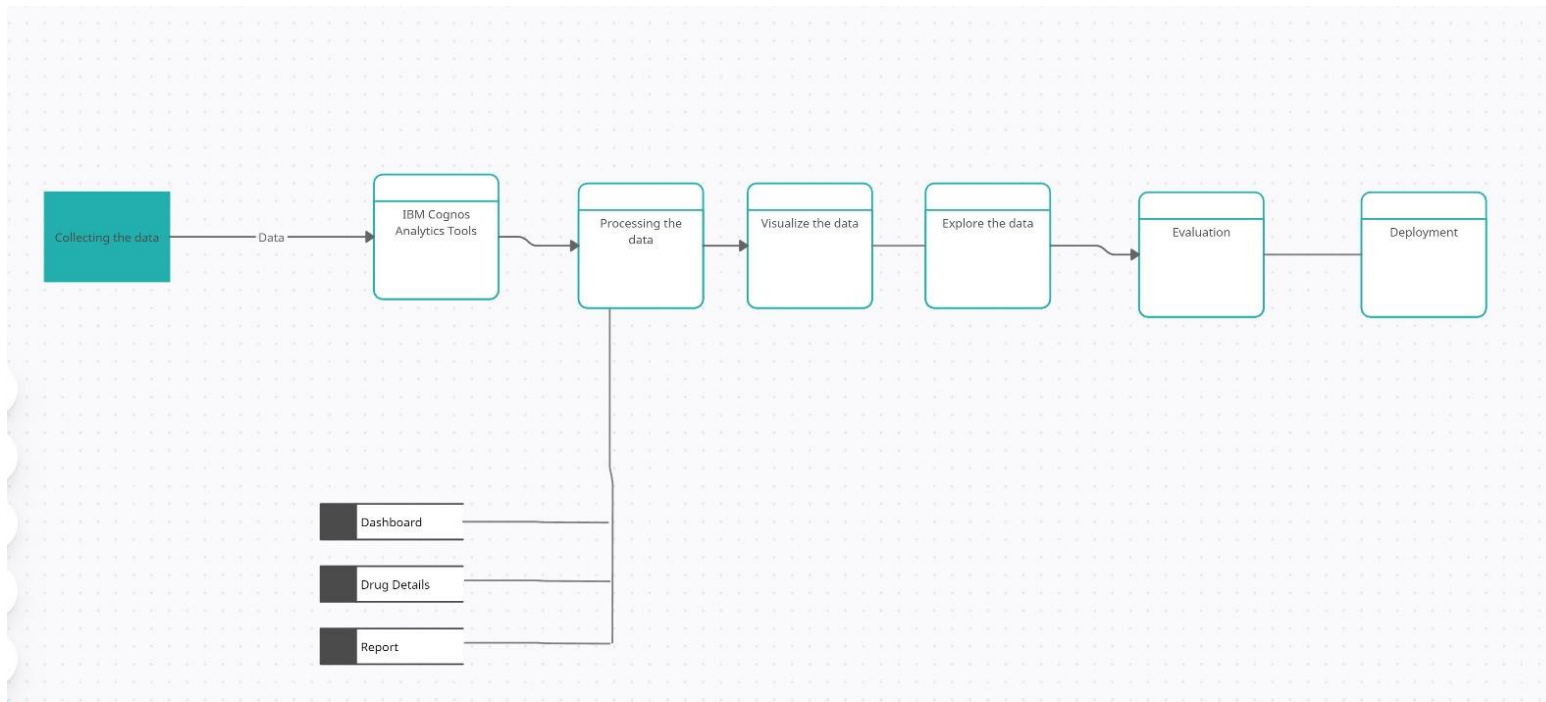 Collecting the data
Data
IBM Cognos
Analytics Tools
Processing the
data
Visualize the data
Explore the data
Evaluation
Deployment
Dashboard
Drug Details
Report